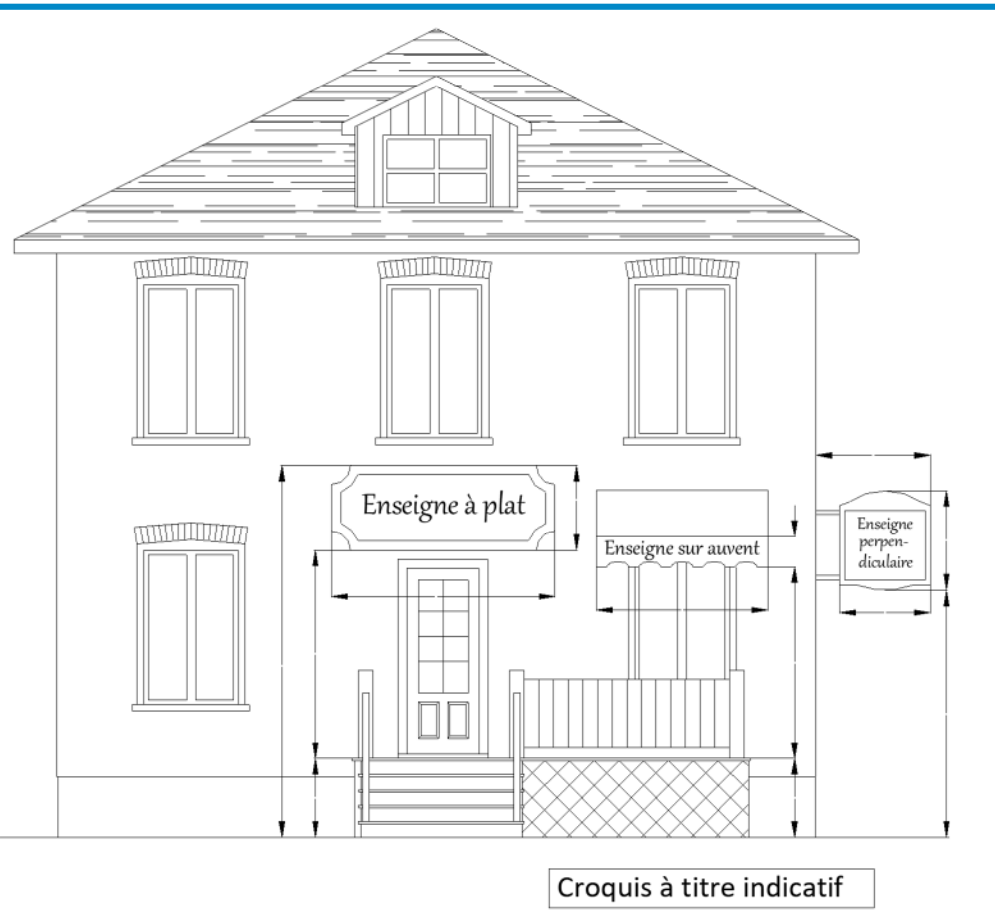 Enseigne à plat
Enseigne sur auvent
Enseigne
perpen-
diculaire
Croquis à titre indicatif